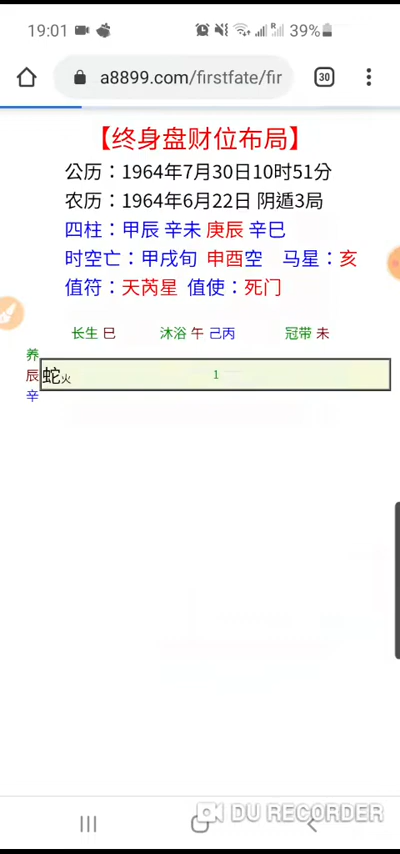 19:01 39%
a8899.com/firstfate/fir 30
【终身盘财位布局】
公历：1964年7月30日10时51分
农历：1964年6月22日 阴遁3局
四柱：甲辰 辛未 庚辰 辛巳
时空亡：甲戌旬 申酉空 马星：亥
值符：天芮星 值使：死门
长生 巳 沐浴 午 己丙 冠带 未
养
辰 蛇火 1
辛
DU RECORDER